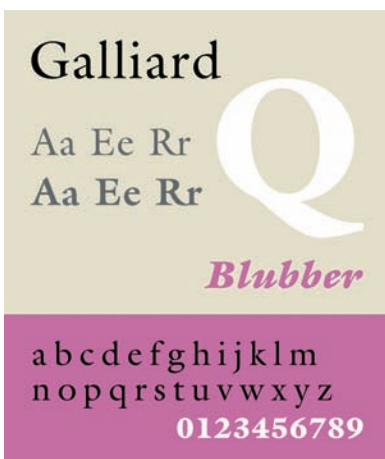 Galliard
Q
Aa Ee Rr
Aa Ee Rr
Blubber
abcdefghijklm
nopqrstuvwxyz
0123456789